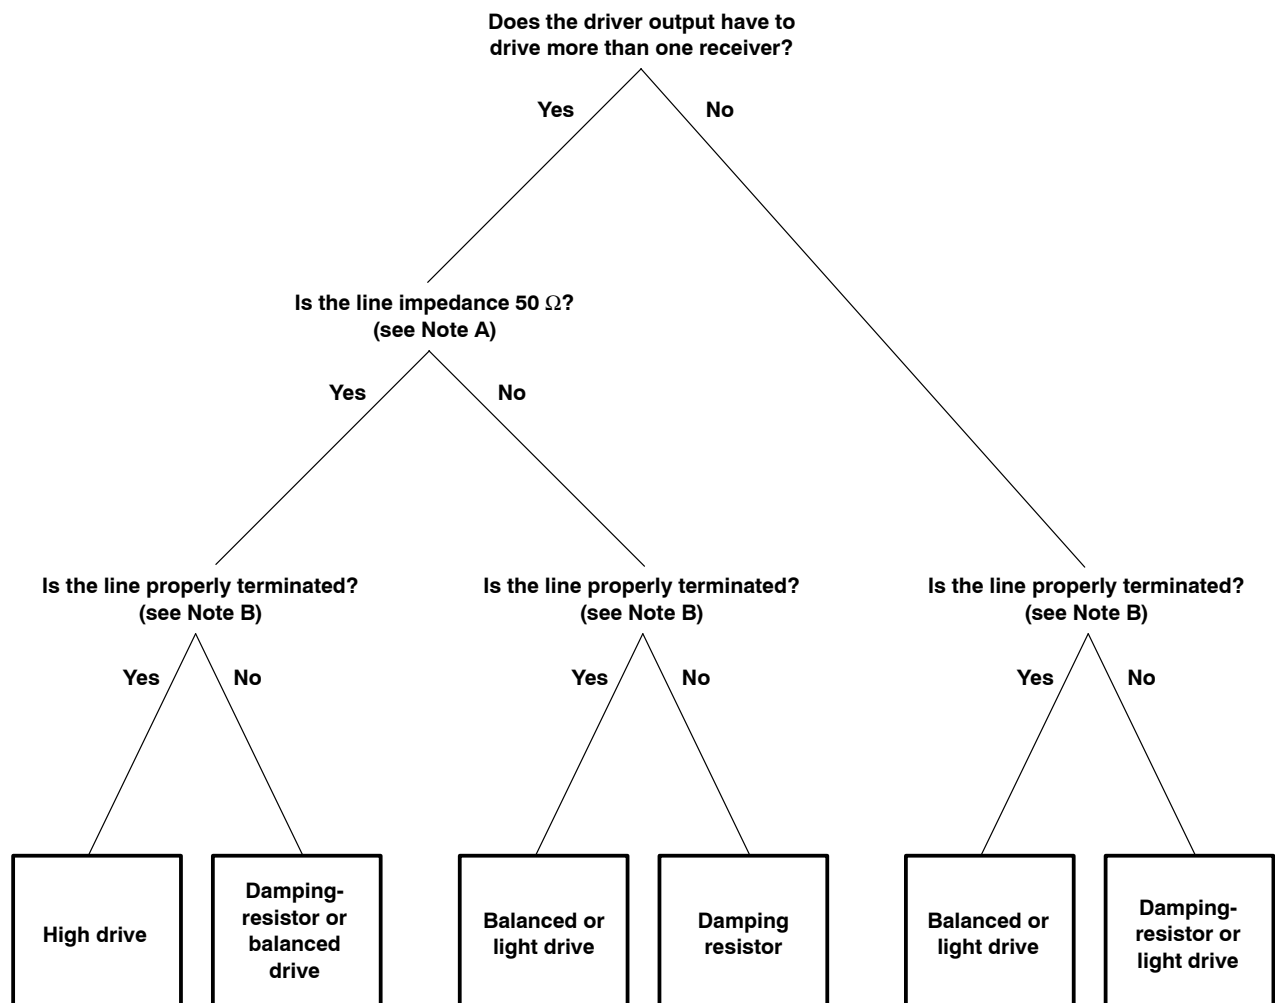 Does the driver output have to
drive more than one receiver?
Yes
No
Is the line impedance 50 Ω?
(see Note A)
Yes
No
Is the line properly terminated?
(see Note B)
Is the line properly terminated?
(see Note B)
Is the line properly terminated?
(see Note B)
Yes
No
Yes
No
Yes
No
High drive
Damping-
resistor or
balanced
drive
Balanced or
light drive
Damping
resistor
Balanced or
light drive
Damping-
resistor or
light drive